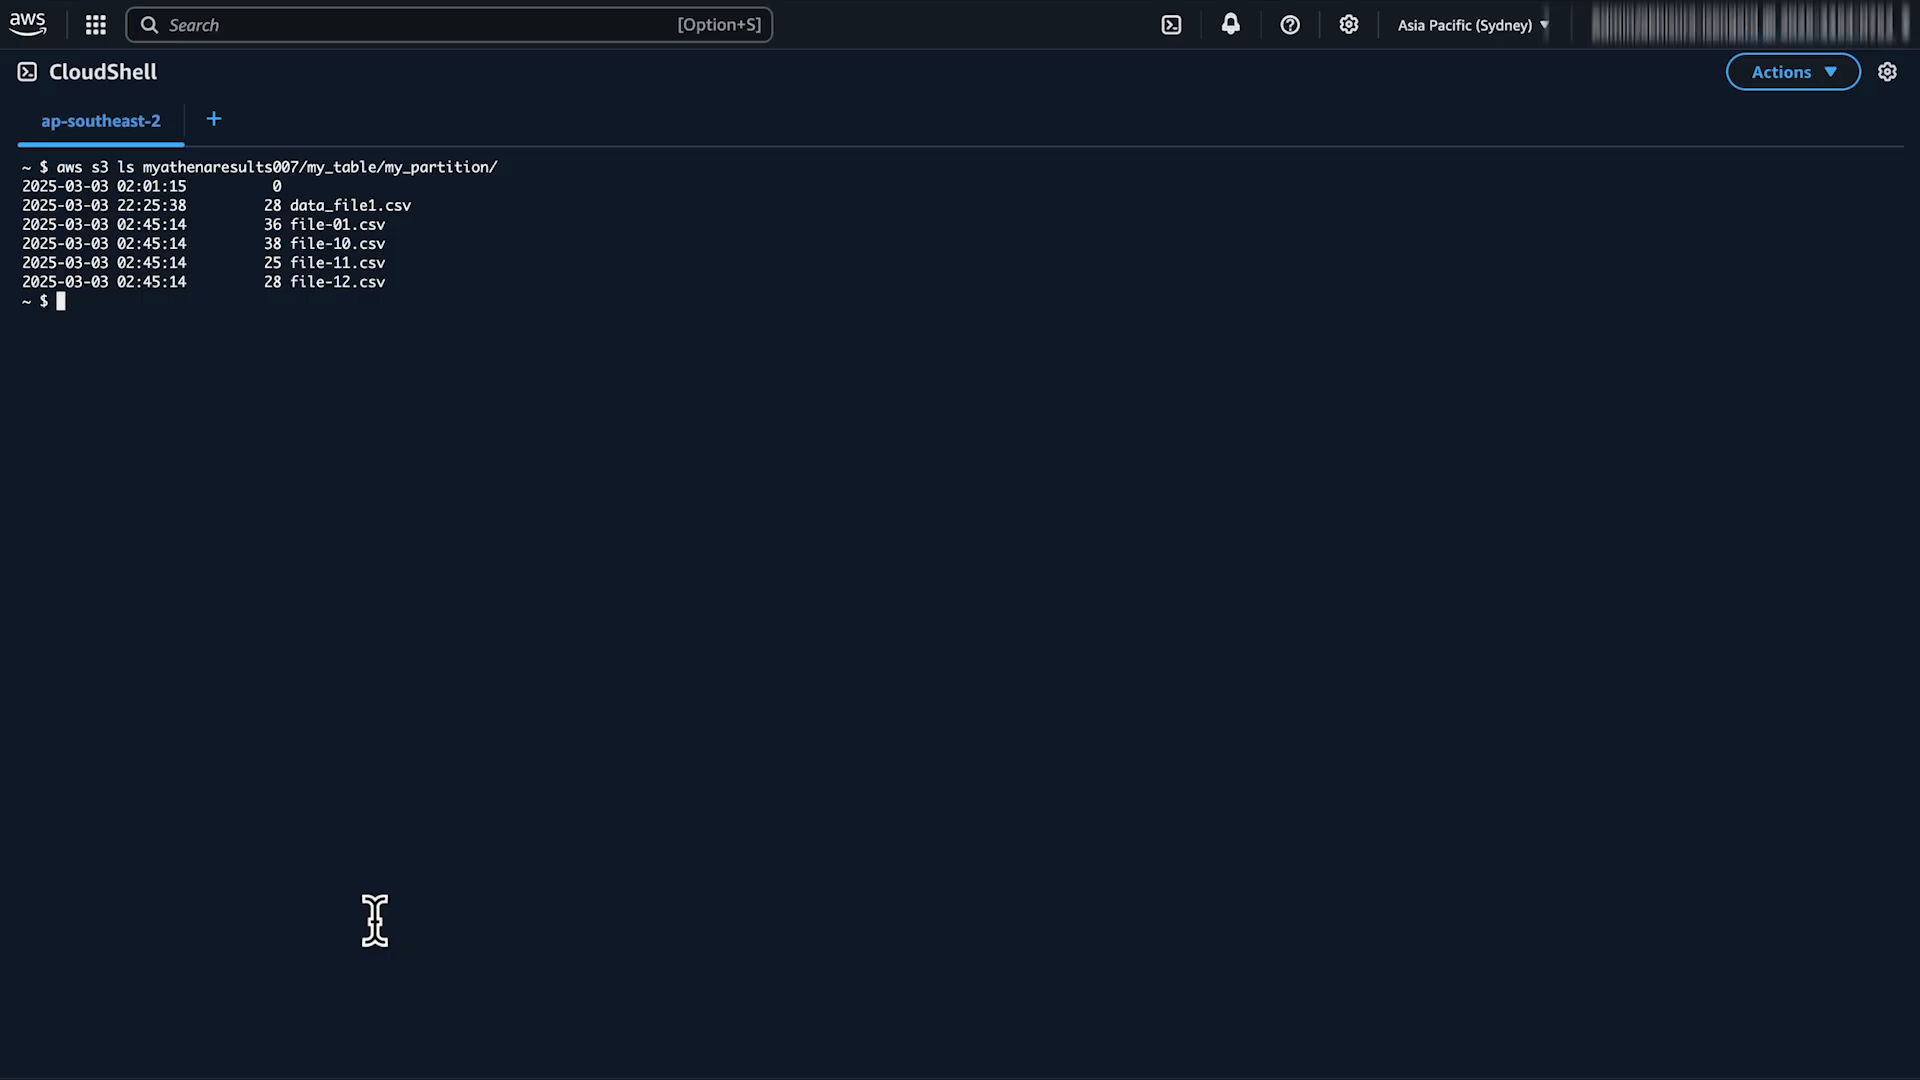 aws Search [Option+S] Asia Pacific (Sydney)
CloudShell Actions
ap-southeast-2 +
~ $ aws s3 ls myathenaresults007/my_table/my_partition/
2025-03-03 02:01:15 0
2025-03-03 22:25:38 28 data_file1.csv
2025-03-03 02:45:14 36 file-01.csv
2025-03-03 02:45:14 38 file-10.csv
2025-03-03 02:45:14 25 file-11.csv
2025-03-03 02:45:14 28 file-12.csv
~ $